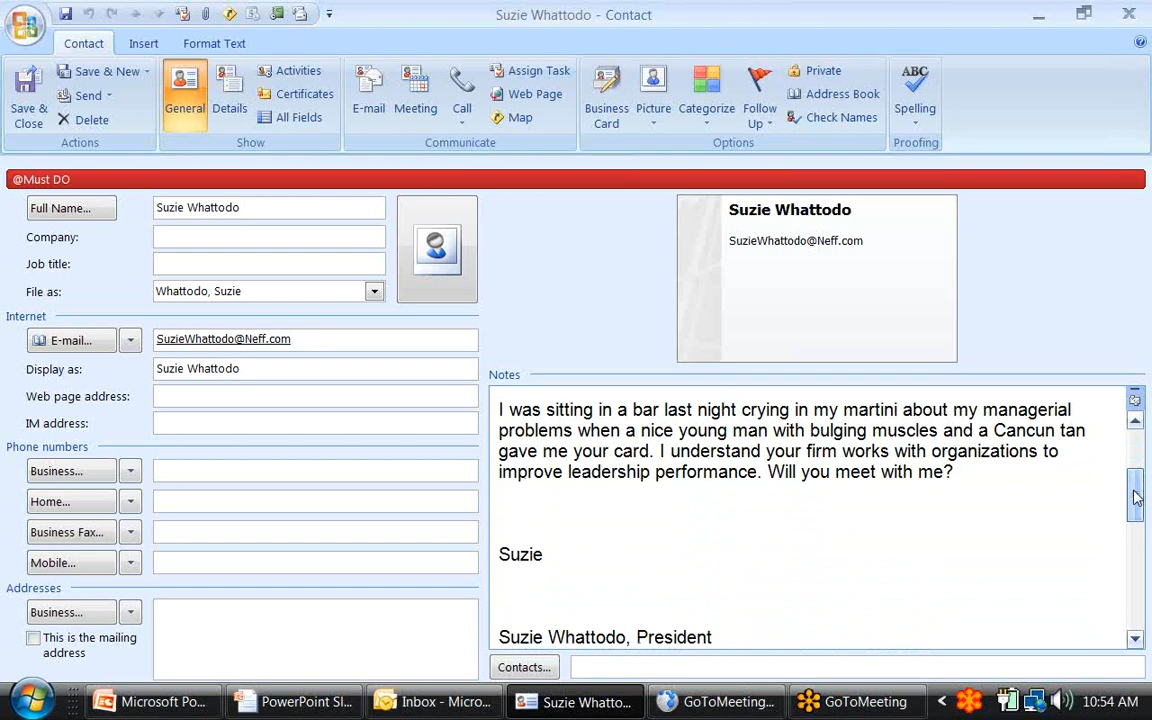 Suzie Whattodo - Contact
Contact Insert Format Text
Save & Close
Save & New
Send
Delete
Actions
General
Details
Activities
Certificates
All Fields
Show
E-mail
Meeting
Call
Assign Task
Web Page
Map
Communicate
Business Card
Picture
Categorize
Follow Up
Private
Address Book
Check Names
Options
ABC
Spelling
Proofing
@Must DO
Full Name... Suzie Whattodo
Company:
Job title:
File as: Whattodo, Suzie
Suzie Whattodo
SuzieWhattodo@Neff.com
Internet
E-mail... SuzieWhattodo@Neff.com
Display as: Suzie Whattodo
Web page address:
IM address:
Phone numbers
Business...
Home...
Business Fax...
Mobile...
Addresses
Business...
This is the mailing
address
Notes
I was sitting in a bar last night crying in my martini about my managerial
problems when a nice young man with bulging muscles and a Cancun tan
gave me your card. I understand your firm works with organizations to
improve leadership performance. Will you meet with me?
Suzie
Suzie Whattodo, President
Contacts...
Microsoft Po... PowerPoint Sl... Inbox - Micro... Suzie Whatto... GoToMeeting... GoToMeeting 10:54 AM